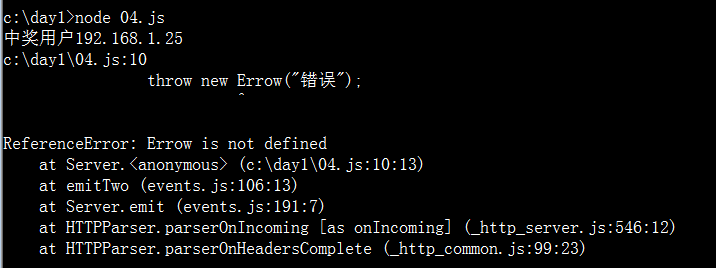 c:\day1>node 04.js
中奖用户192.168.1.25
c:\day1\04.js:10
throw new Errow("错误");
^
ReferenceError: Errow is not defined
at Server.<anonymous> (c:\day1\04.js:10:13)
at emitTwo (events.js:106:13)
at Server.emit (events.js:191:7)
at HTTPParser.parserOnIncoming [as onIncoming] (_http_server.js:546:12)
at HTTPParser.parserOnHeadersComplete (_http_common.js:99:23)